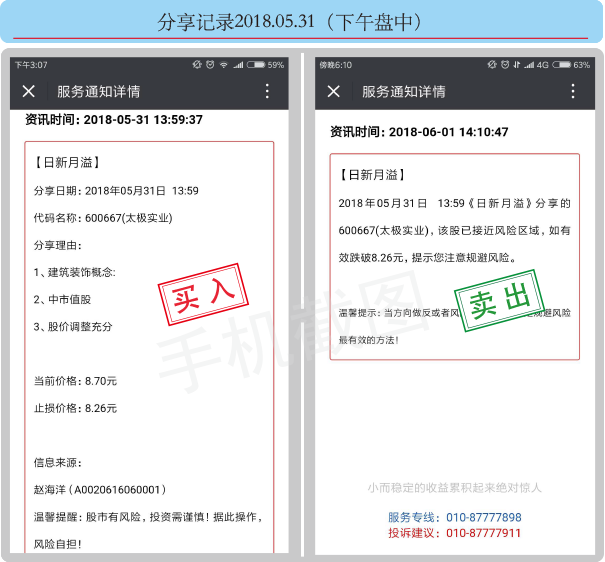 分享记录2018.05.31（下午盘中）
下午3:07
59%
服务通知详情
资讯时间：2018-05-31 13:59:37
【日新月溢】
分享日期：2018年05月31日 13:59
代码名称：600667(太极实业)
分享理由：
1、建筑装饰概念:
2、中市值股
3、股价调整充分
买入
当前价格：8.70元
止损价格：8.26元
信息来源：
赵海洋（A0020616060001）
温馨提醒：股市有风险，投资需谨慎！据此操作，
风险自担！
傍晚6:10
4G 63%
服务通知详情
资讯时间：2018-06-01 14:10:47
【日新月溢】
2018年05月31日 13:59《日新月溢》分享的
600667(太极实业)，该股已接近风险区域，如有
效跌破8.26元，提示您注意规避风险。
卖出
温馨提示：当方向做反或者风 规避风险
最有效的方法！
小而稳定的收益累积起来绝对惊人
服务专线：010-87777898
投诉建议：010-87777911
手机截图